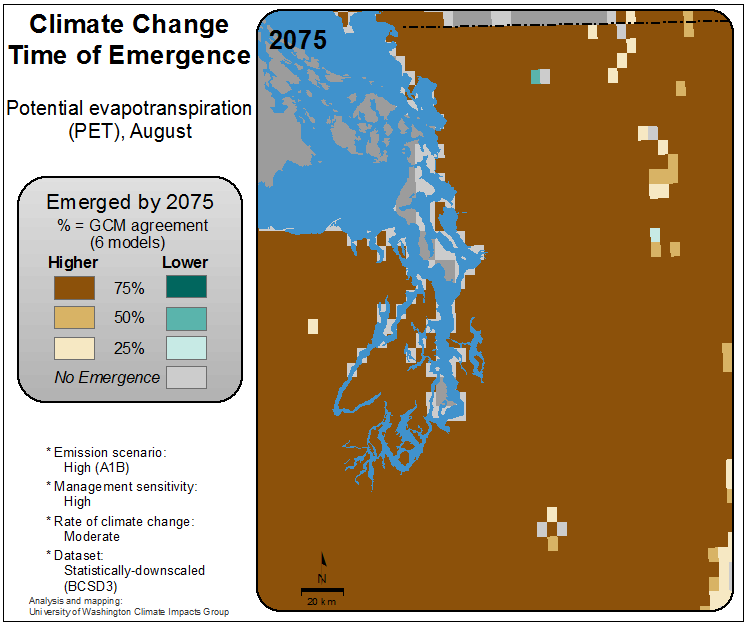 Climate Change
Time of Emergence
Potential evapotranspiration
(PET), August
Emerged by 2075
% = GCM agreement
(6 models)
Higher Lower
75%
50%
25%
No Emergence
* Emission scenario:
High (A1B)
* Management sensitivity:
High
* Rate of climate change:
Moderate
* Dataset:
Statistically-downscaled
(BCSD3)
Analysis and mapping:
University of Washington Climate Impacts Group
2075
N
20 km